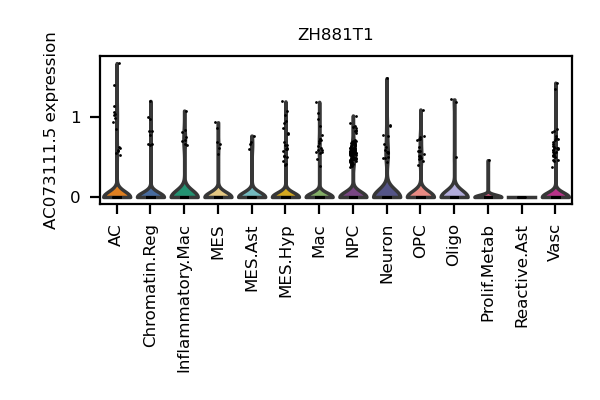 ZH881T1
AC073111.5 expression
1
0
AC
Chromatin.Reg
Inflammatory.Mac
MES
MES.Ast
MES.Hyp
Mac
NPC
Neuron
OPC
Oligo
Prolif.Metab
Reactive.Ast
Vasc